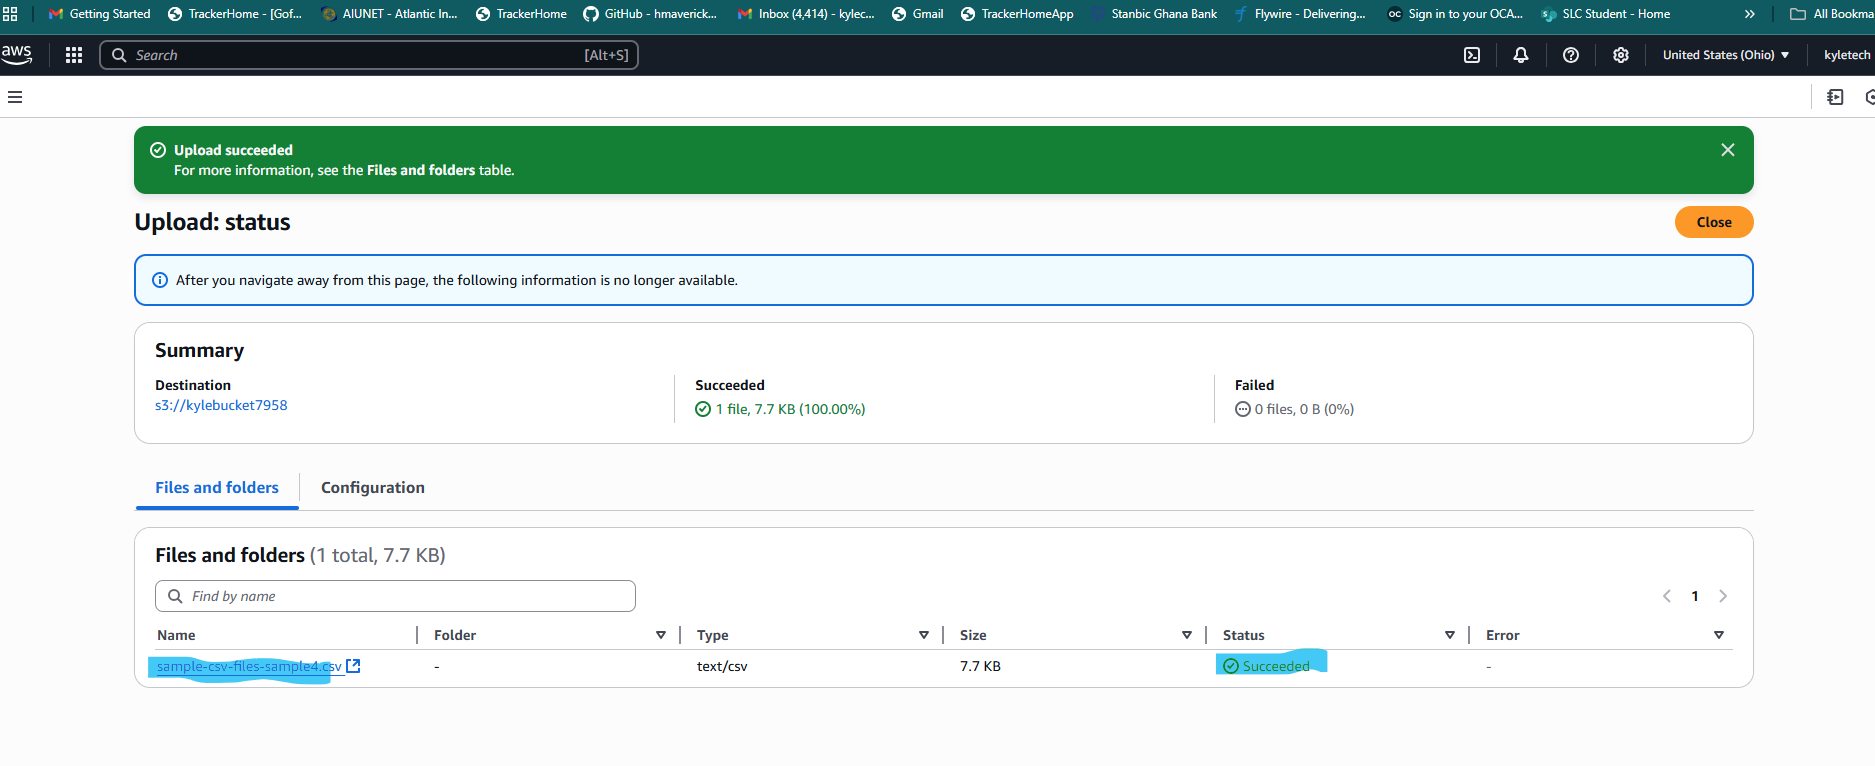 Getting Started TrackerHome - [Gof... AIUNET - Atlantic In... TrackerHome GitHub - hmaverick... Inbox (4,414) - kylec... Gmail TrackerHomeApp Stanbic Ghana Bank Flywire - Delivering... OC Sign in to your OCA... SLC Student - Home » All Bookma
aws Search [Alt+S] United States (Ohio) kyletech
Upload succeeded
For more information, see the Files and folders table.
Upload: status Close
After you navigate away from this page, the following information is no longer available.
Summary
Destination Succeeded Failed
s3://kylebucket7958 1 file, 7.7 KB (100.00%) 0 files, 0 B (0%)
Files and folders Configuration
Files and folders (1 total, 7.7 KB)
Find by name 1
Name Folder Type Size Status Error
sample-csv-files-sample4.csv - text/csv 7.7 KB Succeeded -